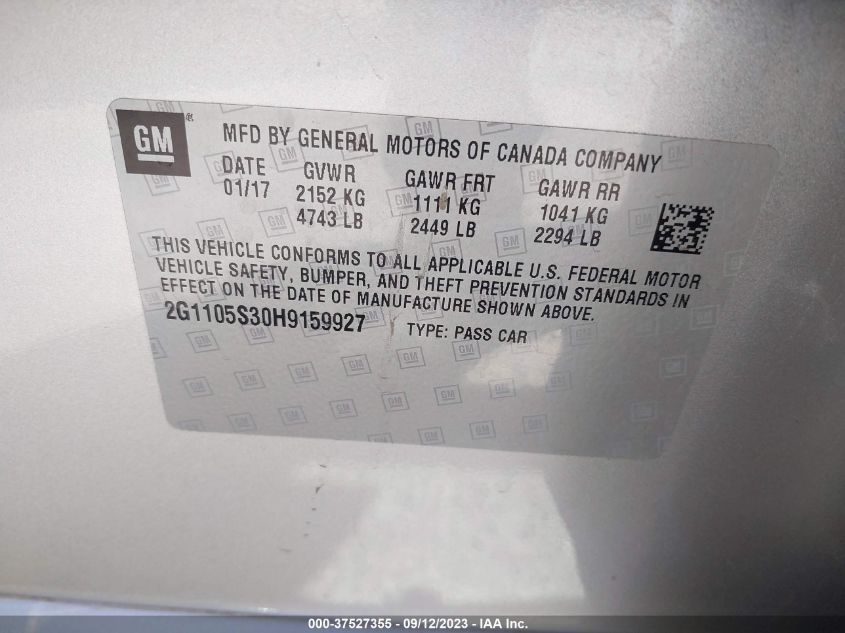 GM ® MFD BY GENERAL MOTORS OF CANADA COMPANY
DATE GVWR GAWR FRT GAWR RR
01/17 2152 KG 1111 KG 1041 KG
4743 LB 2449 LB 2294 LB
THIS VEHICLE CONFORMS TO ALL APPLICABLE U.S. FEDERAL MOTOR
VEHICLE SAFETY, BUMPER, AND THEFT PREVENTION STANDARDS IN
EFFECT ON THE DATE OF MANUFACTURE SHOWN ABOVE.
2G1105S30H9159927 TYPE: PASS CAR
000-37527355 - 09/12/2023 - IAA Inc.